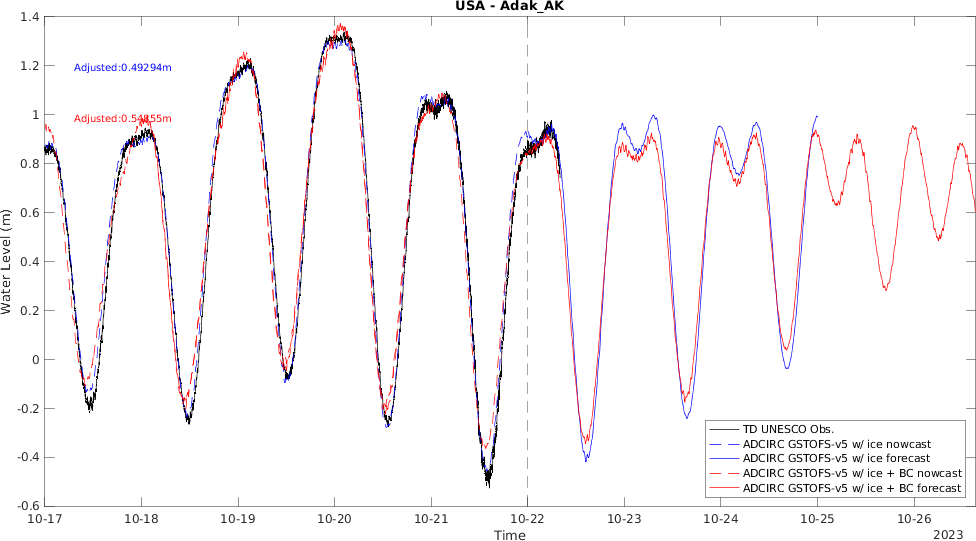 USA - Adak_AK
1.4
1.2
1
0.8
0.6
0.4
0.2
0
-0.2
-0.4
-0.6
Water Level (m)
Adjusted:0.49294m
Adjusted:0.54855m
TD UNESCO Obs.
ADCIRC GSTOFS-v5 w/ ice nowcast
ADCIRC GSTOFS-v5 w/ ice forecast
ADCIRC GSTOFS-v5 w/ ice + BC nowcast
ADCIRC GSTOFS-v5 w/ ice + BC forecast
10-17 10-18 10-19 10-20 10-21 10-22 10-23 10-24 10-25 10-26
Time
2023